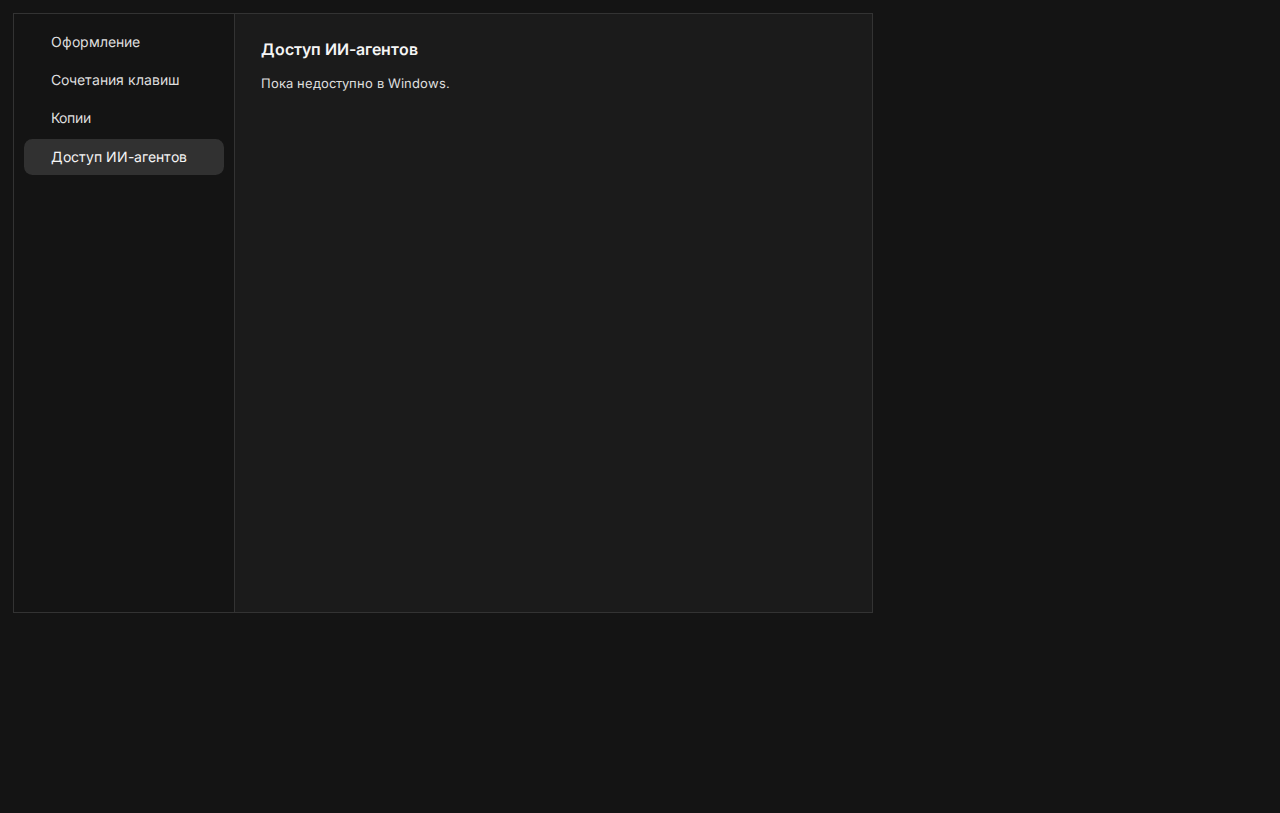 Оформление
Сочетания клавиш
Копии
Доступ ИИ-агентов
Доступ ИИ-агентов
Пока недоступно в Windows.